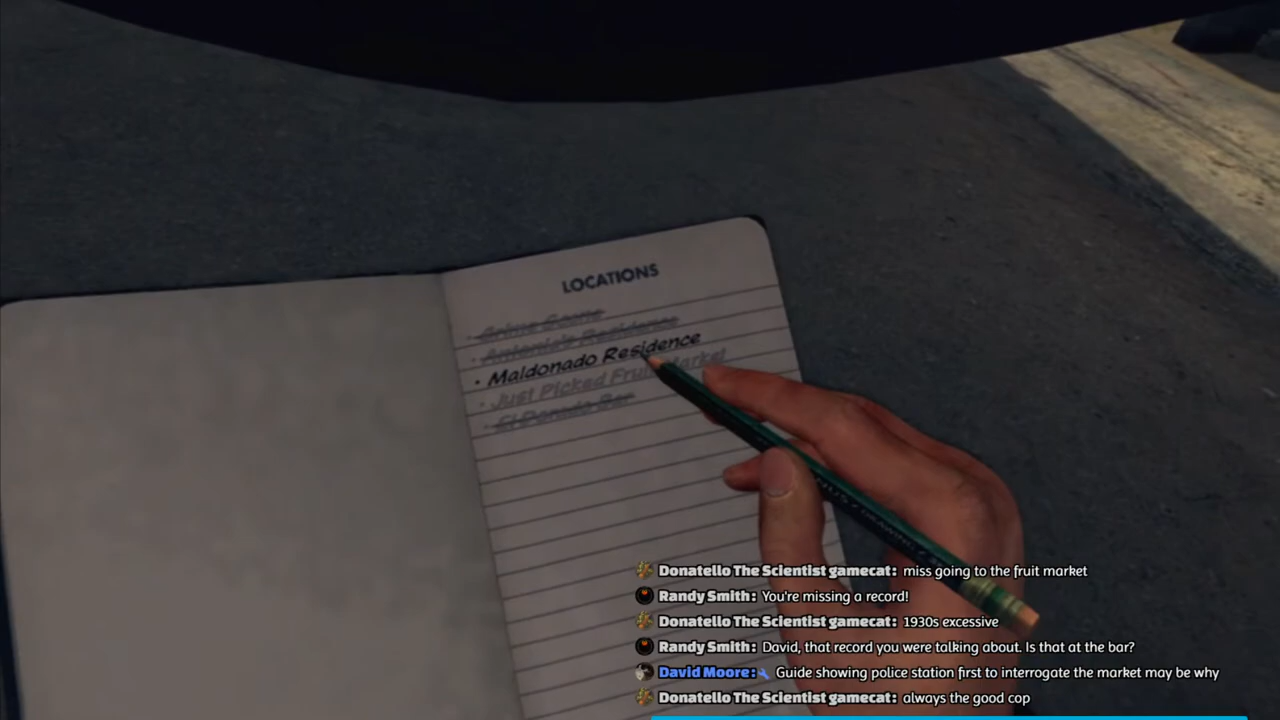 LOCATIONS
· Crime Scene
· Antonio's Residence
· Maldonado Residence
· Just Picked Fruit Market
· El Dorado Bar
Donatello The Scientist gamecat: miss going to the fruit market
Randy Smith: You're missing a record!
Donatello The Scientist gamecat: 1930s excessive
Randy Smith: David, that record you were talking about. Is that at the bar?
David Moore: Guide showing police station first to interrogate the market may be why
Donatello The Scientist gamecat: always the good cop